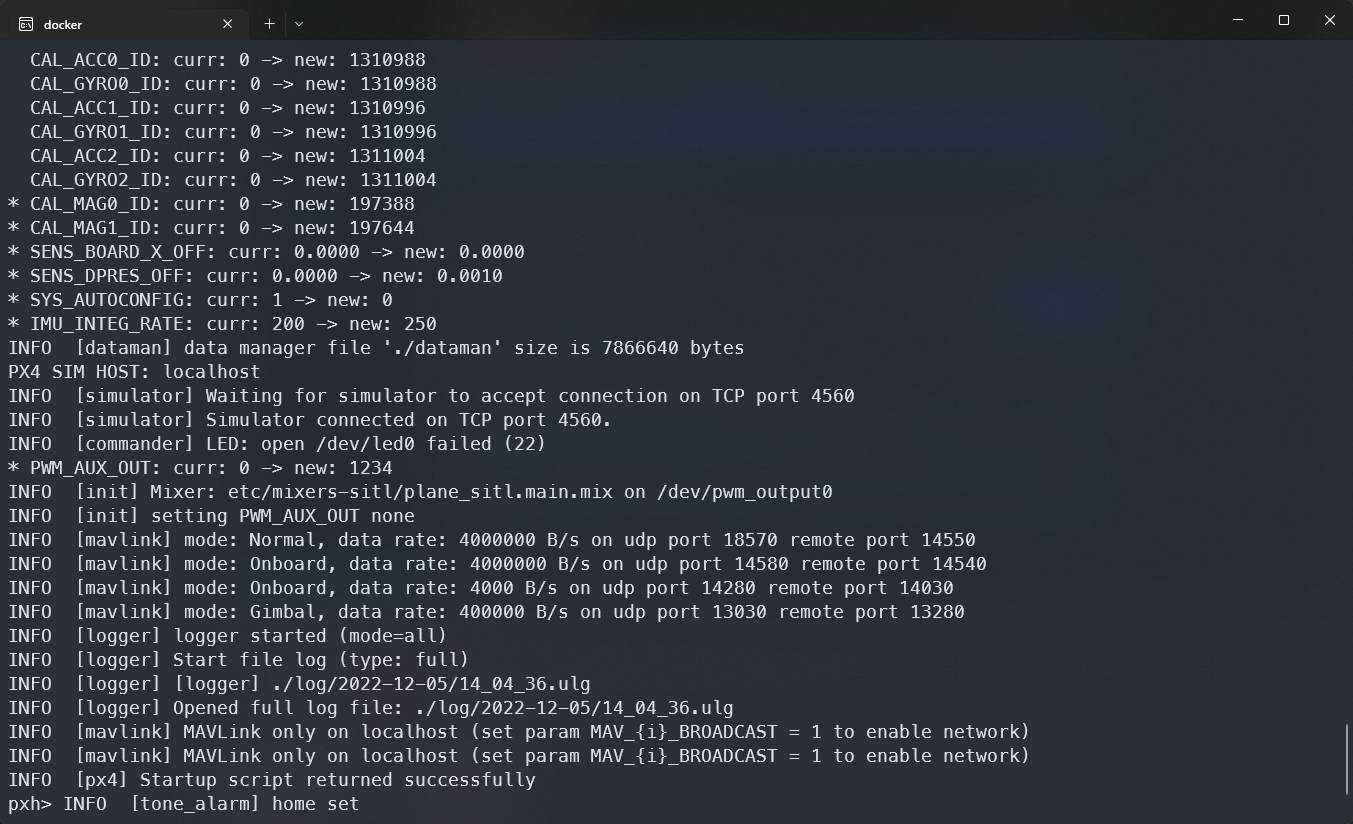 docker
CAL_ACC0_ID: curr: 0 -> new: 1310988
CAL_GYRO0_ID: curr: 0 -> new: 1310988
CAL_ACC1_ID: curr: 0 -> new: 1310996
CAL_GYRO1_ID: curr: 0 -> new: 1310996
CAL_ACC2_ID: curr: 0 -> new: 1311004
CAL_GYRO2_ID: curr: 0 -> new: 1311004
* CAL_MAG0_ID: curr: 0 -> new: 197388
* CAL_MAG1_ID: curr: 0 -> new: 197644
* SENS_BOARD_X_OFF: curr: 0.0000 -> new: 0.0000
* SENS_DPRES_OFF: curr: 0.0000 -> new: 0.0010
* SYS_AUTOCONFIG: curr: 1 -> new: 0
* IMU_INTEG_RATE: curr: 200 -> new: 250
INFO  [dataman] data manager file './dataman' size is 7866640 bytes
PX4 SIM HOST: localhost
INFO  [simulator] Waiting for simulator to accept connection on TCP port 4560
INFO  [simulator] Simulator connected on TCP port 4560.
INFO  [commander] LED: open /dev/led0 failed (22)
* PWM_AUX_OUT: curr: 0 -> new: 1234
INFO  [init] Mixer: etc/mixers-sitl/plane_sitl.main.mix on /dev/pwm_output0
INFO  [init] setting PWM_AUX_OUT none
INFO  [mavlink] mode: Normal, data rate: 4000000 B/s on udp port 18570 remote port 14550
INFO  [mavlink] mode: Onboard, data rate: 4000000 B/s on udp port 14580 remote port 14540
INFO  [mavlink] mode: Onboard, data rate: 4000 B/s on udp port 14280 remote port 14030
INFO  [mavlink] mode: Gimbal, data rate: 400000 B/s on udp port 13030 remote port 13280
INFO  [logger] logger started (mode=all)
INFO  [logger] Start file log (type: full)
INFO  [logger] [logger] ./log/2022-12-05/14_04_36.ulg
INFO  [logger] Opened full log file: ./log/2022-12-05/14_04_36.ulg
INFO  [mavlink] MAVLink only on localhost (set param MAV_{i}_BROADCAST = 1 to enable network)
INFO  [mavlink] MAVLink only on localhost (set param MAV_{i}_BROADCAST = 1 to enable network)
INFO  [px4] Startup script returned successfully
pxh> INFO  [tone_alarm] home set